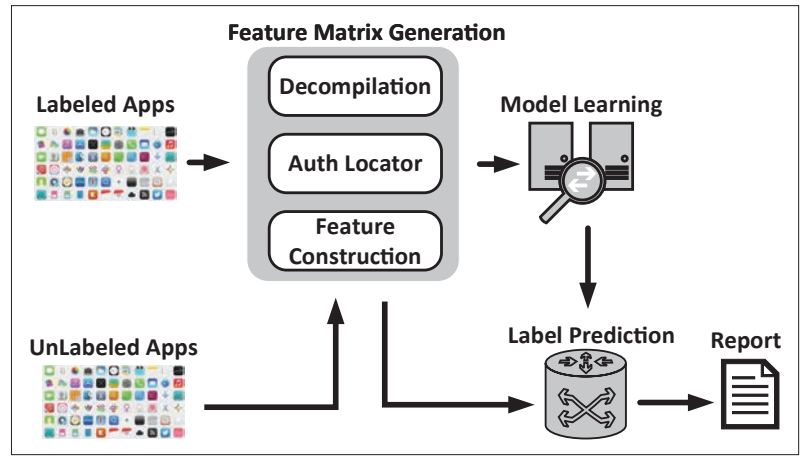 Feature Matrix Generation
Decompilation
Labeled Apps
Model Learning
Auth Locator
Feature
Construction
UnLabeled Apps
Label Prediction
Report